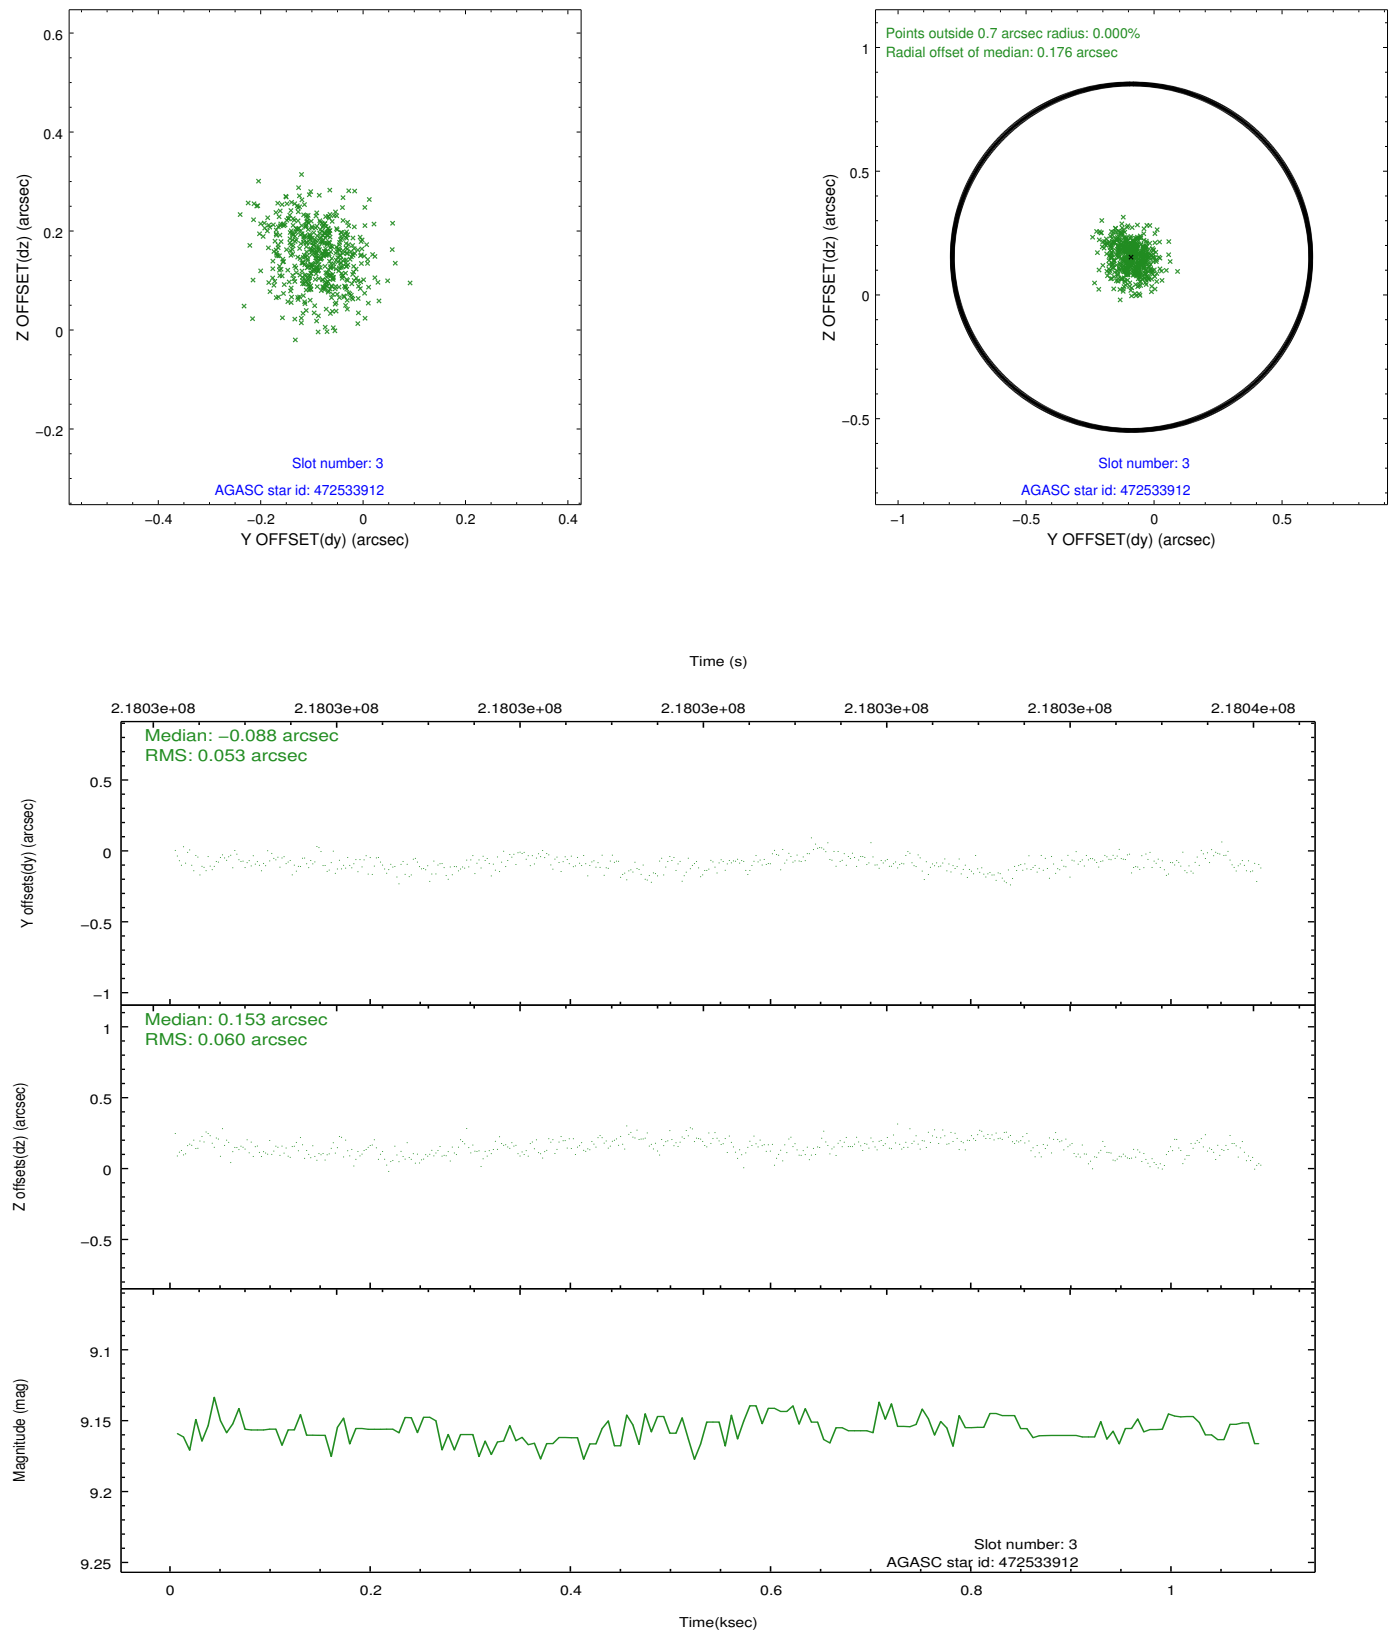 0.6
0.4
0.2
0
−0.2
Z OFFSET(dz) (arcsec)
Slot number: 3
AGASC star id: 472533912
−0.4 −0.2 0 0.2 0.4
Y OFFSET(dy) (arcsec)
Points outside 0.7 arcsec radius: 0.000%
Radial offset of median: 0.176 arcsec
1
0.5
0
−0.5
Z OFFSET(dz) (arcsec)
Slot number: 3
AGASC star id: 472533912
−1 −0.5 0 0.5
Y OFFSET(dy) (arcsec)
Time (s)
2.1803e+08 2.1803e+08 2.1803e+08 2.1803e+08 2.1803e+08 2.1803e+08 2.1804e+08
Median: −0.088 arcsec
RMS: 0.053 arcsec
0.5
0
−0.5
−1
Y offsets(dy) (arcsec)
Median: 0.153 arcsec
RMS: 0.060 arcsec
1
0.5
0
−0.5
Z offsets(dz) (arcsec)
9.1
9.15
9.2
9.25
Magnitude (mag)
Slot number: 3
AGASC star id: 472533912
0 0.2 0.4 0.6 0.8 1
Time(ksec)